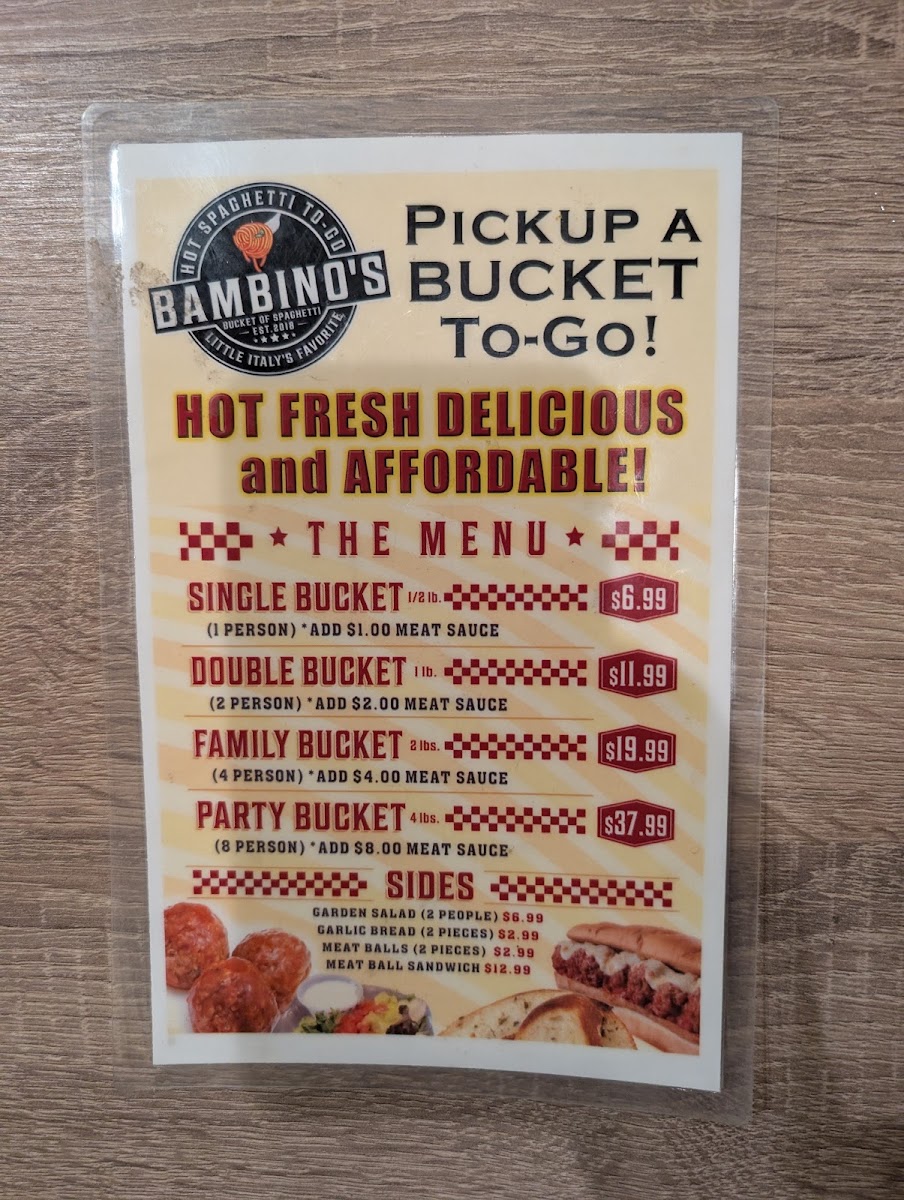 HOT SPAGHETTI TO-GO
BAMBINO'S
BUCKET OF SPAGHETTI
EST. 2018
LITTLE ITALY'S FAVORITE
PICKUP A
BUCKET
TO-GO!
HOT FRESH DELICIOUS
and AFFORDABLE!
THE MENU
SINGLE BUCKET 1/2 lb. $6.99
(1 PERSON) *ADD $1.00 MEAT SAUCE
DOUBLE BUCKET 1 lb. $11.99
(2 PERSON) *ADD $2.00 MEAT SAUCE
FAMILY BUCKET 2 lbs. $19.99
(4 PERSON) *ADD $4.00 MEAT SAUCE
PARTY BUCKET 4 lbs. $37.99
(8 PERSON) *ADD $8.00 MEAT SAUCE
SIDES
GARDEN SALAD (2 PEOPLE) $6.99
GARLIC BREAD (2 PIECES) $2.99
MEAT BALLS (2 PIECES) $2.99
MEAT BALL SANDWICH $12.99